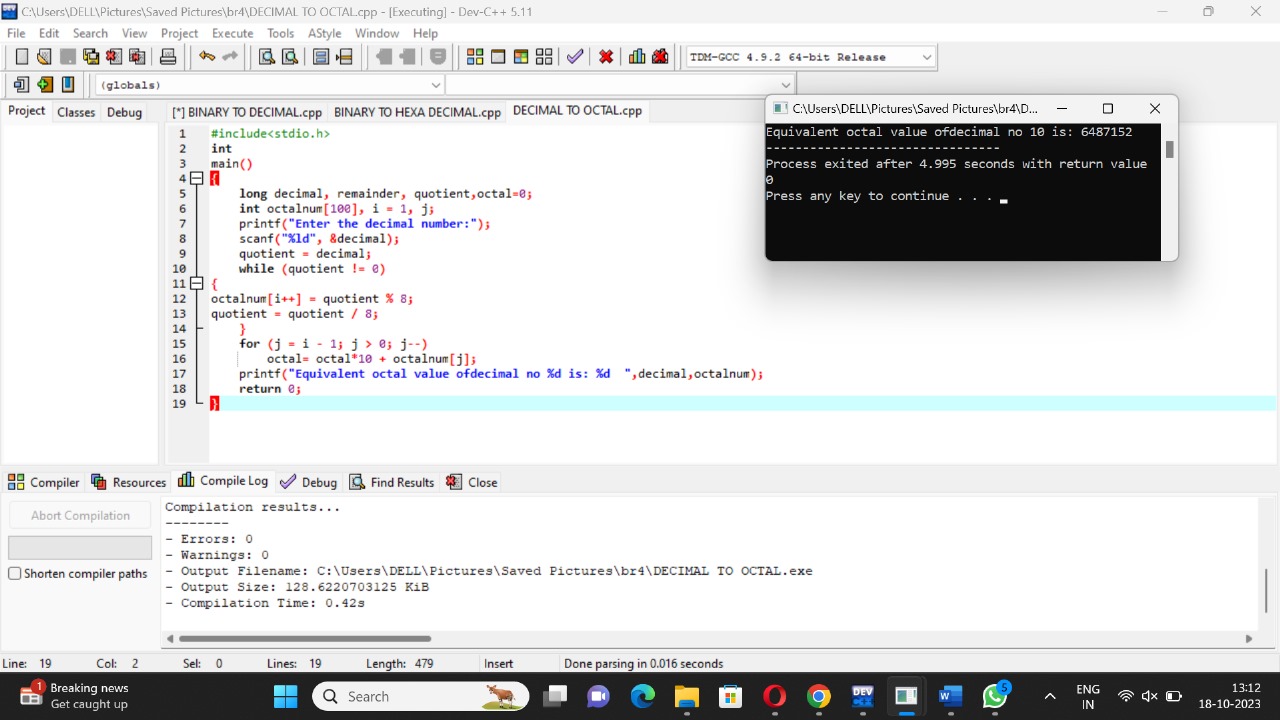 C:\Users\DELL\Pictures\Saved Pictures\br4\DECIMAL TO OCTAL.cpp - [Executing] - Dev-C++ 5.11
File Edit Search View Project Execute Tools AStyle Window Help
TDM-GCC 4.9.2 64-bit Release
(globals)
Project Classes Debug
[*] BINARY TO DECIMAL.cpp BINARY TO HEXA DECIMAL.cpp DECIMAL TO OCTAL.cpp
1 #include<stdio.h>
2 int
3 main()
4 {
5 long decimal, remainder, quotient,octal=0;
6 int octalnum[100], i = 1, j;
7 printf("Enter the decimal number:");
8 scanf("%ld", &decimal);
9 quotient = decimal;
10 while (quotient != 0)
11 {
12 octalnum[i++] = quotient % 8;
13 quotient = quotient / 8;
14 }
15 for (j = i - 1; j > 0; j--)
16 octal= octal*10 + octalnum[j];
17 printf("Equivalent octal value ofdecimal no %d is: %d  ",decimal,octalnum);
18 return 0;
19 }
C:\Users\DELL\Pictures\Saved Pictures\br4\D...
Equivalent octal value ofdecimal no 10 is: 6487152
--------------------------------
Process exited after 4.995 seconds with return value
0
Press any key to continue . . .
Compiler Resources Compile Log Debug Find Results Close
Abort Compilation
Shorten compiler paths
Compilation results...
--------
- Errors: 0
- Warnings: 0
- Output Filename: C:\Users\DELL\Pictures\Saved Pictures\br4\DECIMAL TO OCTAL.exe
- Output Size: 128.6220703125 KiB
- Compilation Time: 0.42s
Line: 19 Col: 2 Sel: 0 Lines: 19 Length: 479 Insert Done parsing in 0.016 seconds
1
Breaking news
Get caught up
Search
DEV
5
ENG
IN
13:12
18-10-2023